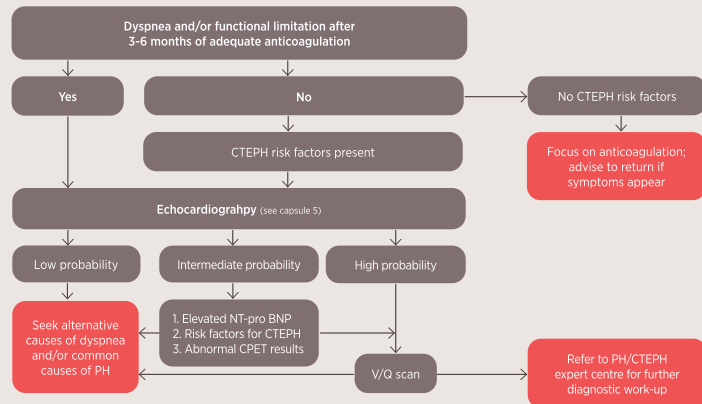 Dyspnea and/or functional limitation after
3-6 months of adequate anticoagulation
Yes
No
No CTEPH risk factors
CTEPH risk factors present
Focus on anticoagulation;
advise to return if
symptoms appear
Echocardiograhpy (see capsule 5)
Low probability
Intermediate probability
High probability
Seek alternative
causes of dyspnea
and/or common
causes of PH
1. Elevated NT-pro BNP
2. Risk factors for CTEPH
3. Abnormal CPET results
V/Q scan
Refer to PH/CTEPH
expert centre for further
diagnostic work-up